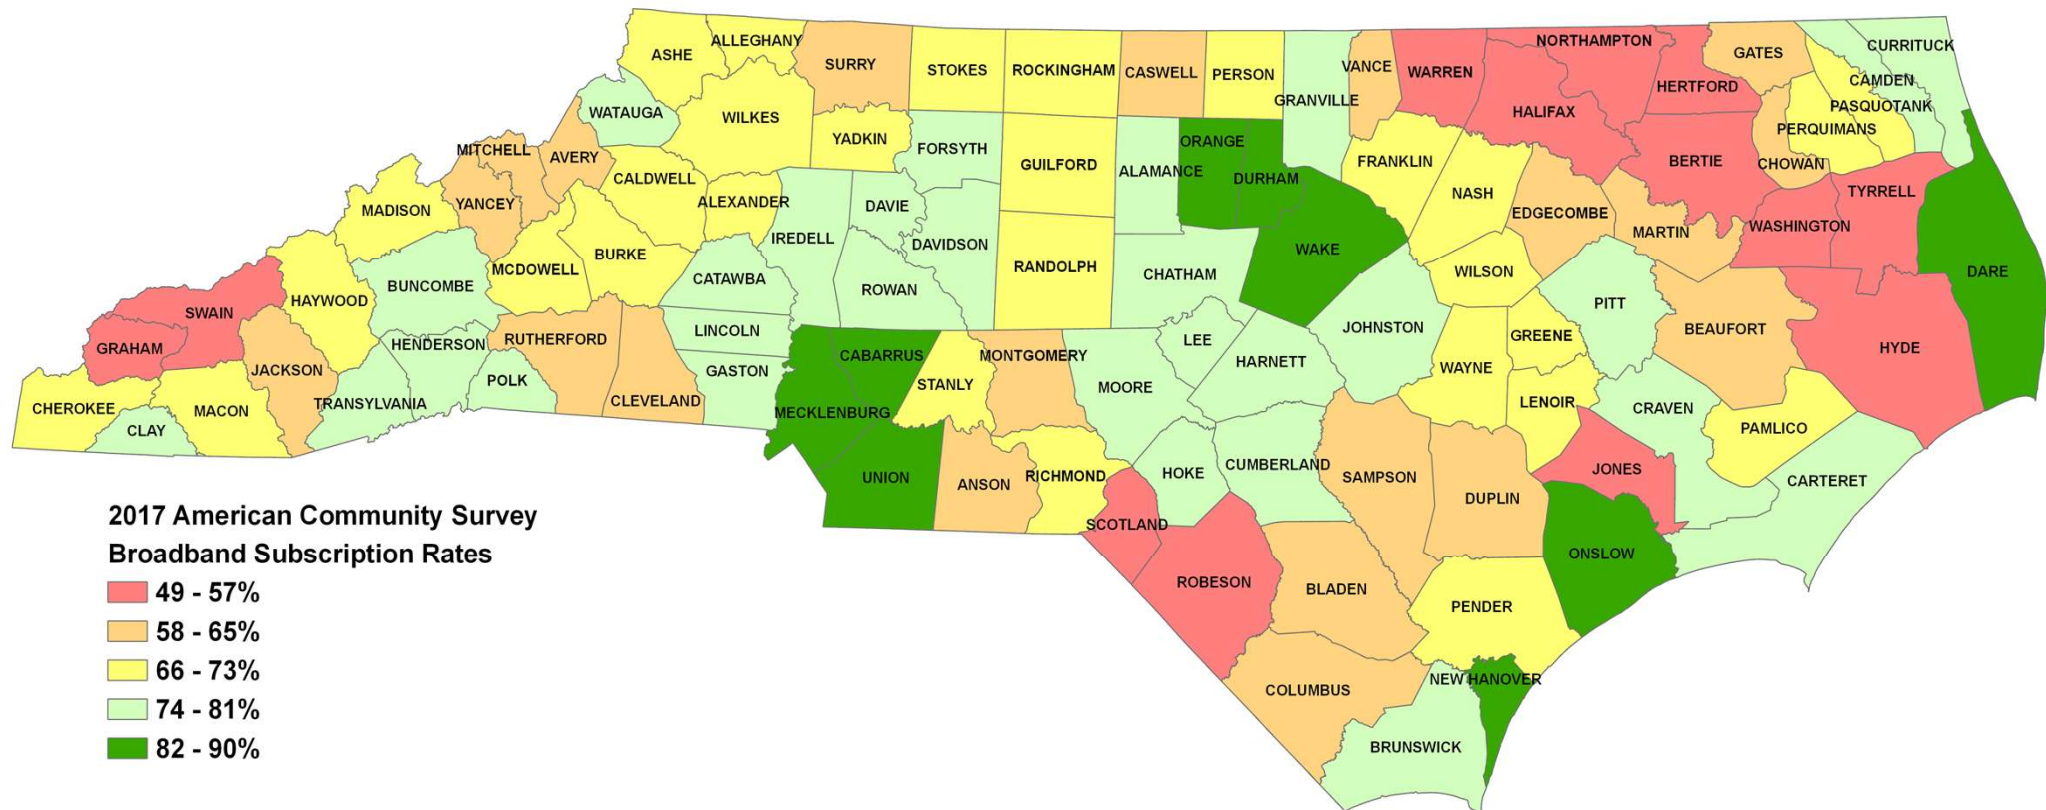 ALLEGHANY
ASHE
SURRY
STOKES
ROCKINGHAM
CASWELL
PERSON
GRANVILLE
VANCE
WARREN
NORTHAMPTON
HALIFAX
HERTFORD
GATES
CURRITUCK
CAMDEN
PASQUOTANK
PERQUIMANS
CHOWAN
WATAUGA
WILKES
YADKIN
FORSYTH
GUILFORD
ALAMANCE
ORANGE
DURHAM
FRANKLIN
NASH
EDGECOMBE
BERTIE
MARTIN
WASHINGTON
TYRRELL
DARE
MITCHELL
AVERY
YANCEY
CALDWELL
ALEXANDER
MADISON
BURKE
MCDOWELL
IREDELL
DAVIE
DAVIDSON
RANDOLPH
CHATHAM
WAKE
WILSON
PITT
BEAUFORT
HYDE
SWAIN
GRAHAM
HAYWOOD
BUNCOMBE
CATAWBA
ROWAN
LINCOLN
JOHNSTON
GREENE
CHEROKEE
CLAY
MACON
JACKSON
TRANSYLVANIA
HENDERSON
POLK
RUTHERFORD
CLEVELAND
GASTON
MECKLENBURG
CABARRUS
STANLY
MONTGOMERY
MOORE
LEE
HARNETT
WAYNE
LENOIR
CRAVEN
PAMLICO
CARTERET
JONES
UNION
ANSON
RICHMOND
HOKE
CUMBERLAND
SAMPSON
DUPLIN
ONSLOW
SCOTLAND
ROBESON
BLADEN
PENDER
COLUMBUS
NEW HANOVER
BRUNSWICK
2017 American Community Survey
Broadband Subscription Rates
49 - 57%
58 - 65%
66 - 73%
74 - 81%
82 - 90%